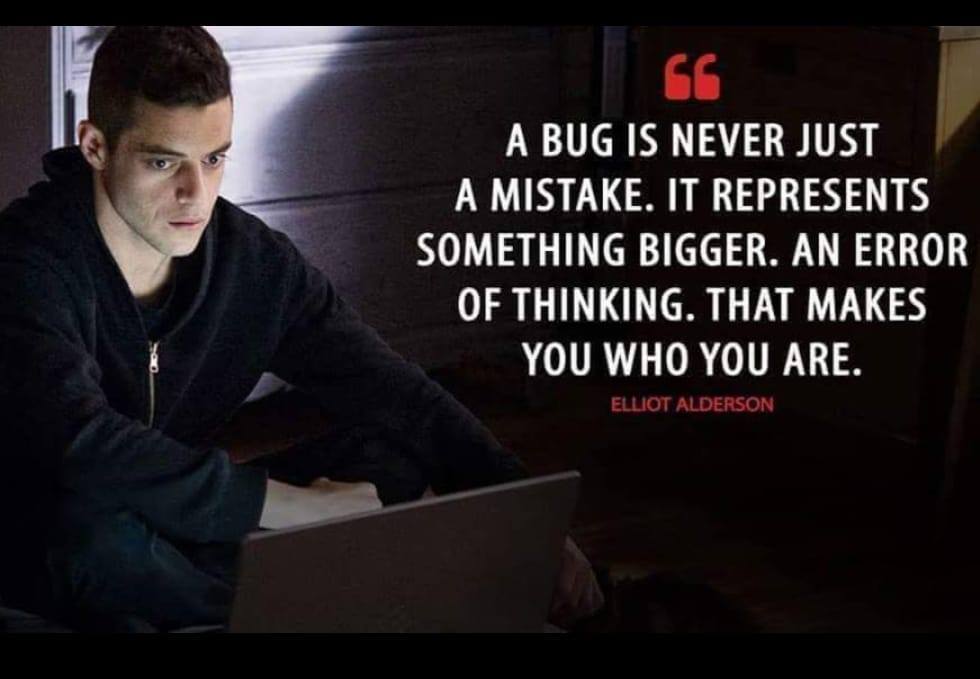 “
A BUG IS NEVER JUST
A MISTAKE. IT REPRESENTS
SOMETHING BIGGER. AN ERROR
OF THINKING. THAT MAKES
YOU WHO YOU ARE.
ELLIOT ALDERSON